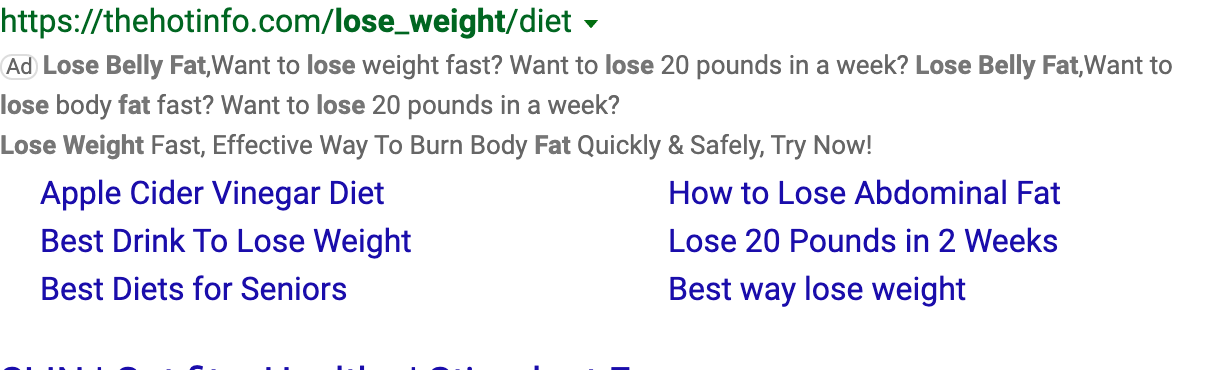 https://thehotinfo.com/lose_weight/diet
Ad Lose Belly Fat,Want to lose weight fast? Want to lose 20 pounds in a week? Lose Belly Fat,Want to
lose body fat fast? Want to lose 20 pounds in a week?
Lose Weight Fast, Effective Way To Burn Body Fat Quickly & Safely, Try Now!
Apple Cider Vinegar Diet
How to Lose Abdominal Fat
Best Drink To Lose Weight
Lose 20 Pounds in 2 Weeks
Best Diets for Seniors
Best way lose weight